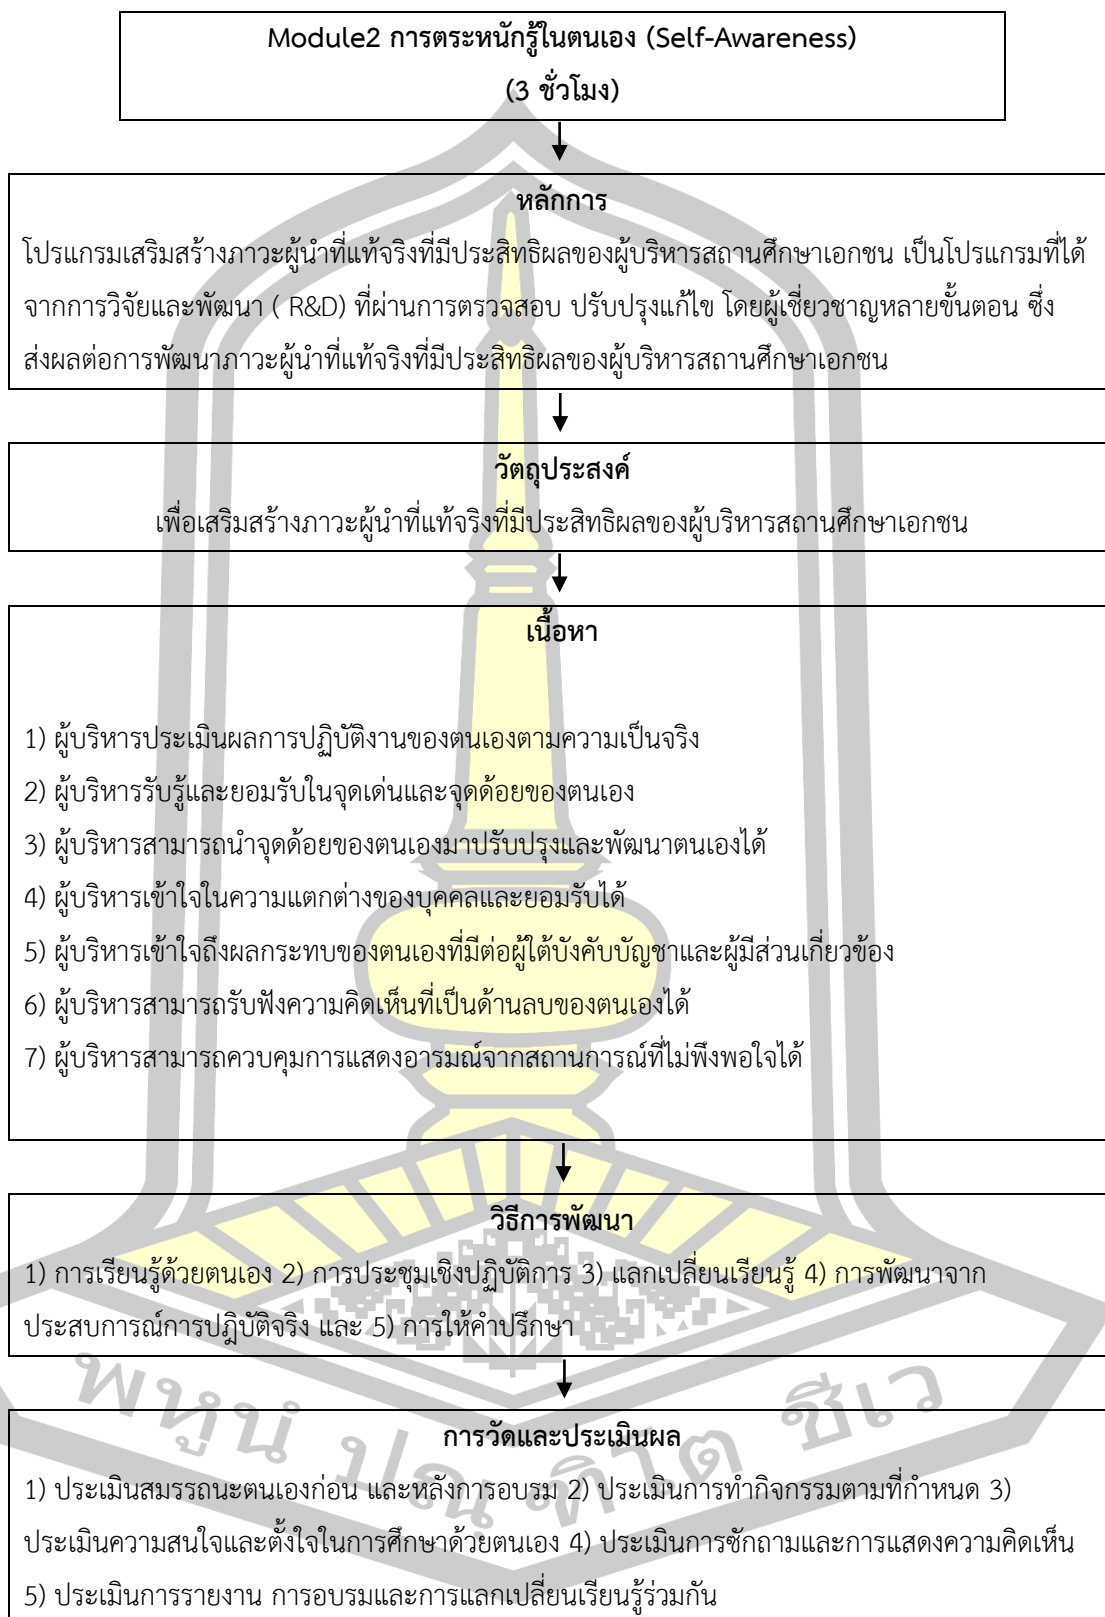 Module2 การตระหนักรู้ในตนเอง (Self-Awareness)
(3 ชั่วโมง)
หลักการ
โปรแกรมเสริมสร้างภาวะผู้นำที่แท้จริงที่มีประสิทธิผลของผู้บริหารสถานศึกษาเอกชน เป็นโปรแกรมที่ได้
จากการวิจัยและพัฒนา ( R&D) ที่ผ่านการตรวจสอบ ปรับปรุงแก้ไข โดยผู้เชี่ยวชาญหลายขั้นตอน ซึ่ง
ส่งผลต่อการพัฒนาภาวะผู้นำที่แท้จริงที่มีประสิทธิผลของผู้บริหารสถานศึกษาเอกชน
วัตถุประสงค์
เพื่อเสริมสร้างภาวะผู้นำที่แท้จริงที่มีประสิทธิผลของผู้บริหารสถานศึกษาเอกชน
เนื้อหา
1) ผู้บริหารประเมินผลการปฏิบัติงานของตนเองตามความเป็นจริง
2) ผู้บริหารรับรู้และยอมรับในจุดเด่นและจุดด้อยของตนเอง
3) ผู้บริหารสามารถนำจุดด้อยของตนเองมาปรับปรุงและพัฒนาตนเองได้
4) ผู้บริหารเข้าใจในความแตกต่างของบุคคลและยอมรับได้
5) ผู้บริหารเข้าใจถึงผลกระทบของตนเองที่มีต่อผู้ใต้บังคับบัญชาและผู้มีส่วนเกี่ยวข้อง
6) ผู้บริหารสามารถรับฟังความคิดเห็นที่เป็นด้านลบของตนเองได้
7) ผู้บริหารสามารถควบคุมการแสดงอารมณ์จากสถานการณ์ที่ไม่พึงพอใจได้
วิธีการพัฒนา
1) การเรียนรู้ด้วยตนเอง 2) การประชุมเชิงปฏิบัติการ 3) แลกเปลี่ยนเรียนรู้ 4) การพัฒนาจาก
ประสบการณ์การปฎิบัติจริง และ 5) การให้คำปรึกษา
พหูนํ ปณฺฑิโต ชีเว
การวัดและประเมินผล
1) ประเมินสมรรถนะตนเองก่อน และหลังการอบรม 2) ประเมินการทำกิจกรรมตามที่กำหนด 3)
ประเมินความสนใจและตั้งใจในการศึกษาด้วยตนเอง 4) ประเมินการซักถามและการแสดงความคิดเห็น
5) ประเมินการรายงาน การอบรมและการแลกเปลี่ยนเรียนรู้ร่วมกัน